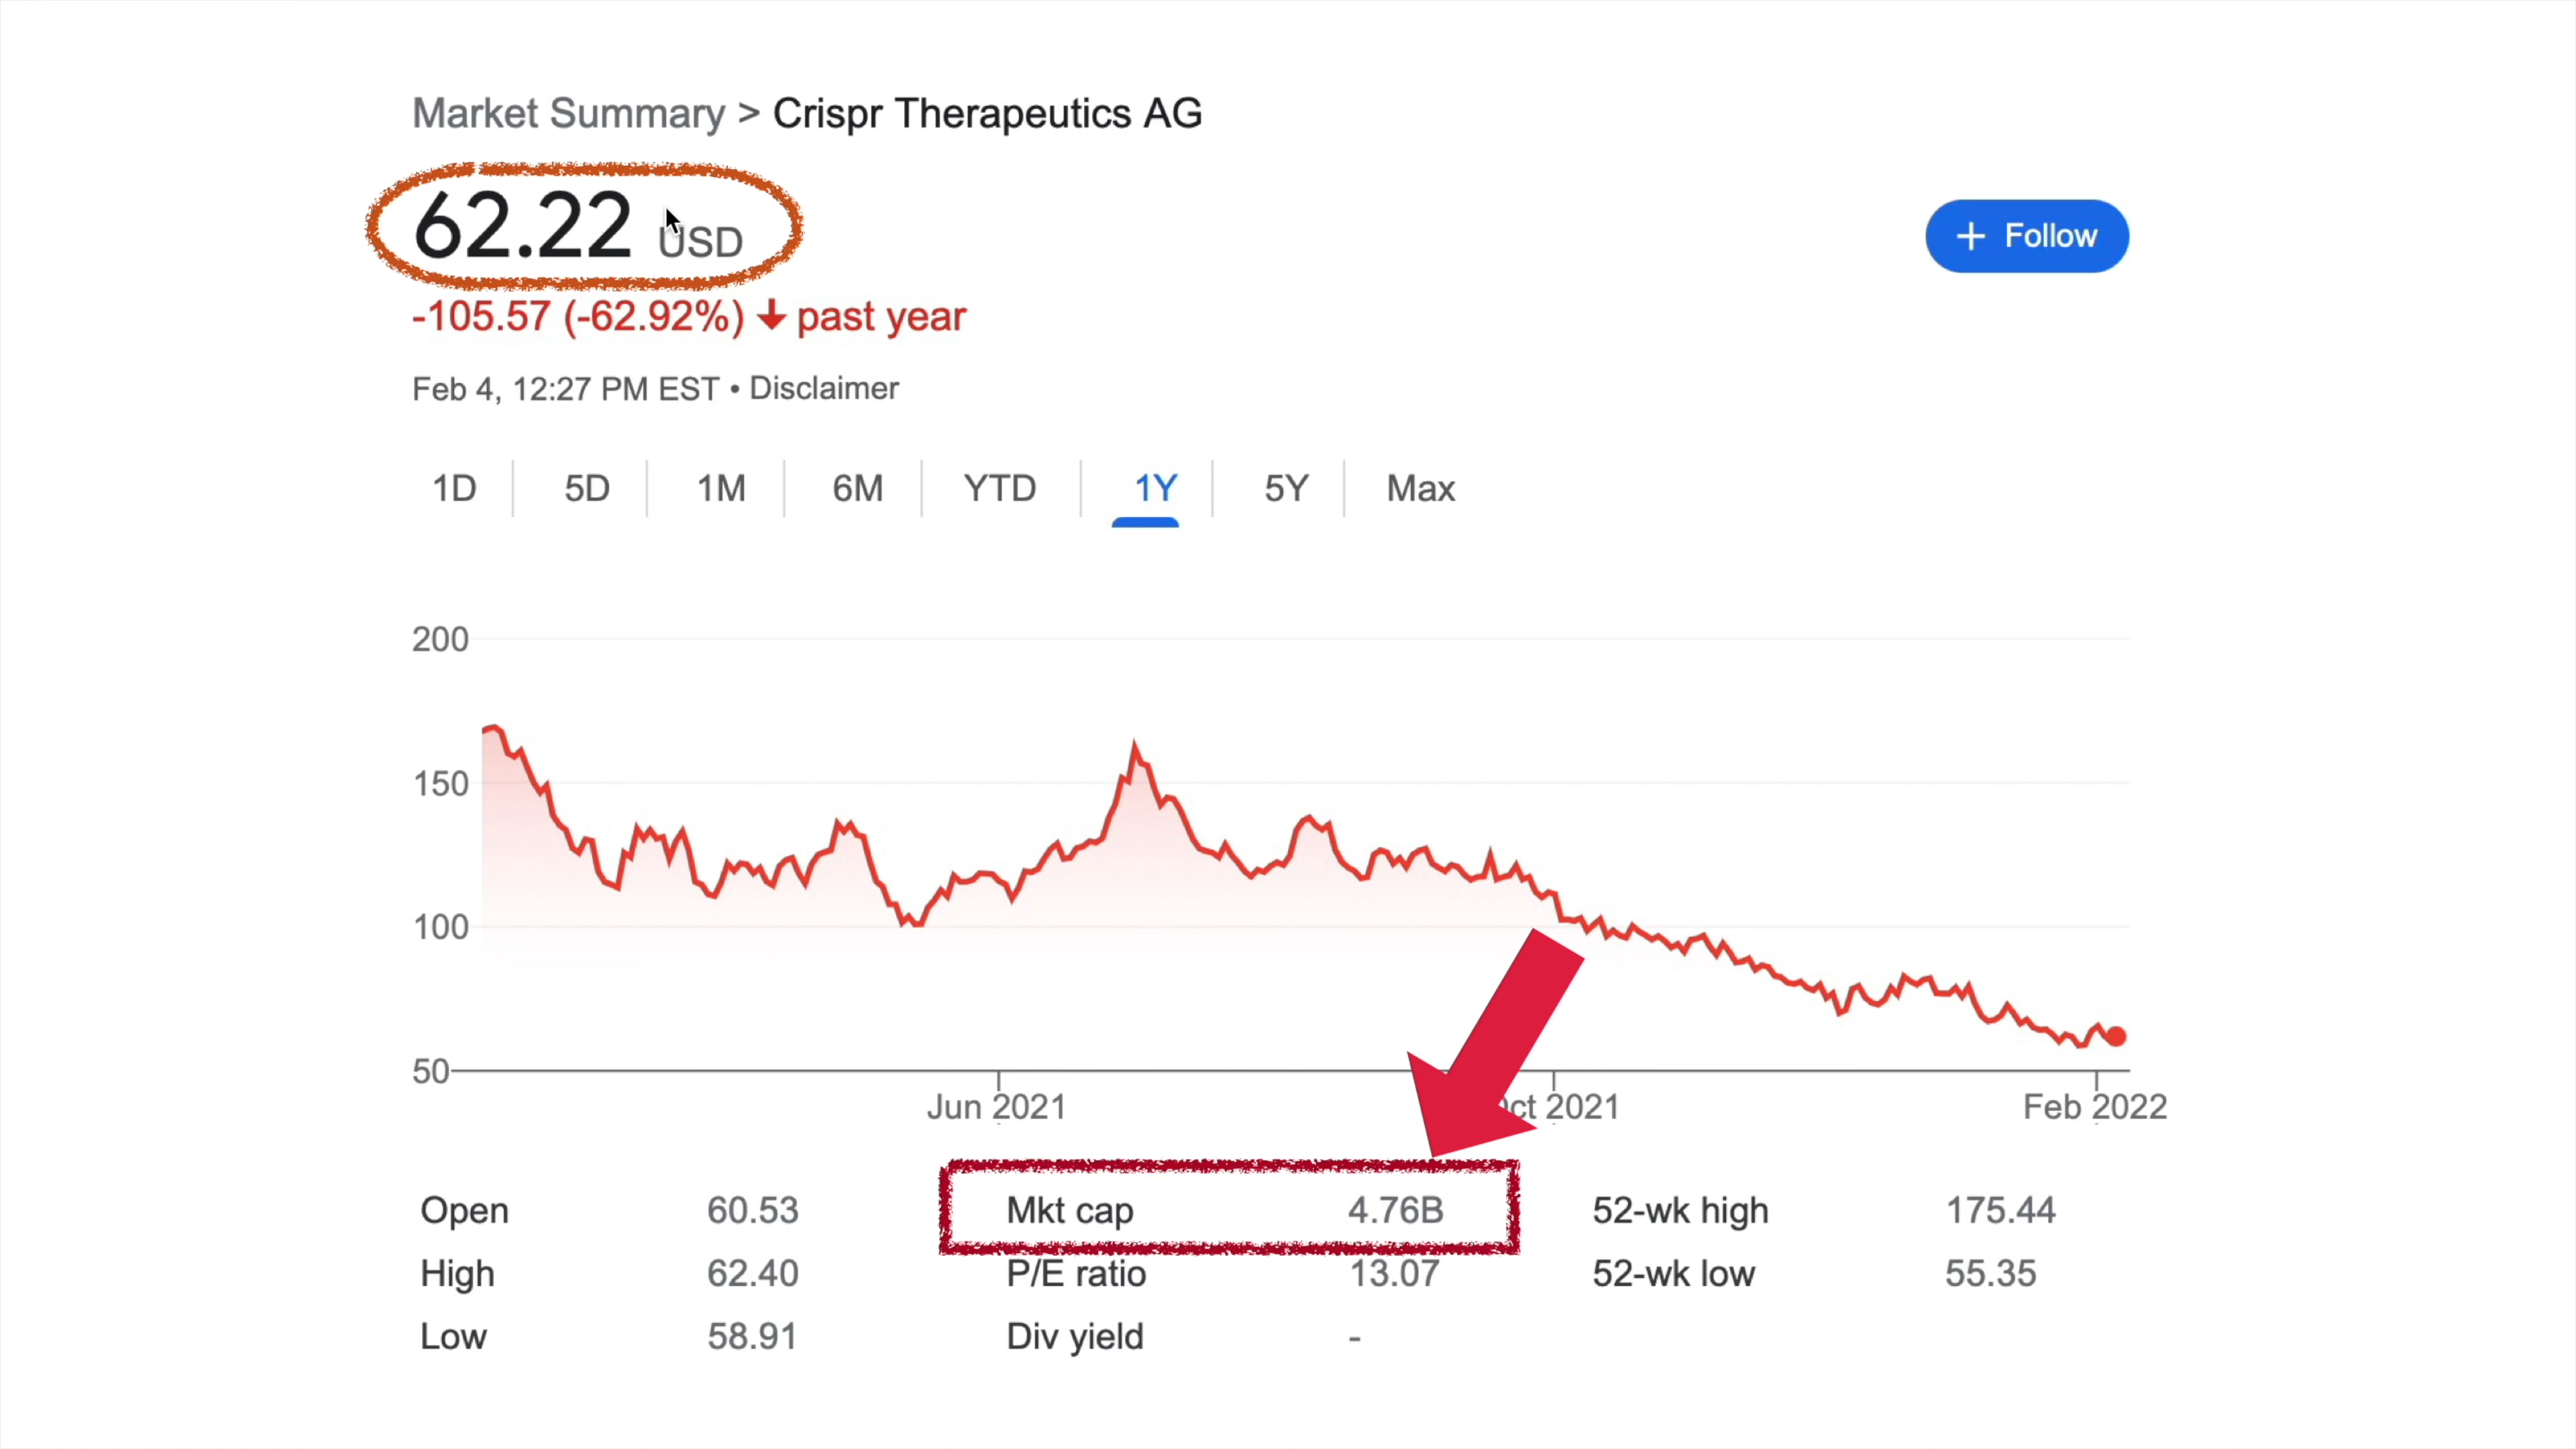 Market Summary > Crispr Therapeutics AG
62.22 USD
+ Follow
-105.57 (-62.92%) ↓ past year
Feb 4, 12:27 PM EST • Disclaimer
1D 5D 1M 6M YTD 1Y 5Y Max
200
150
100
50
Jun 2021 ct 2021 Feb 2022
Open 60.53 Mkt cap 4.76B 52-wk high 175.44
High 62.40 P/E ratio 13.07 52-wk low 55.35
Low 58.91 Div yield -